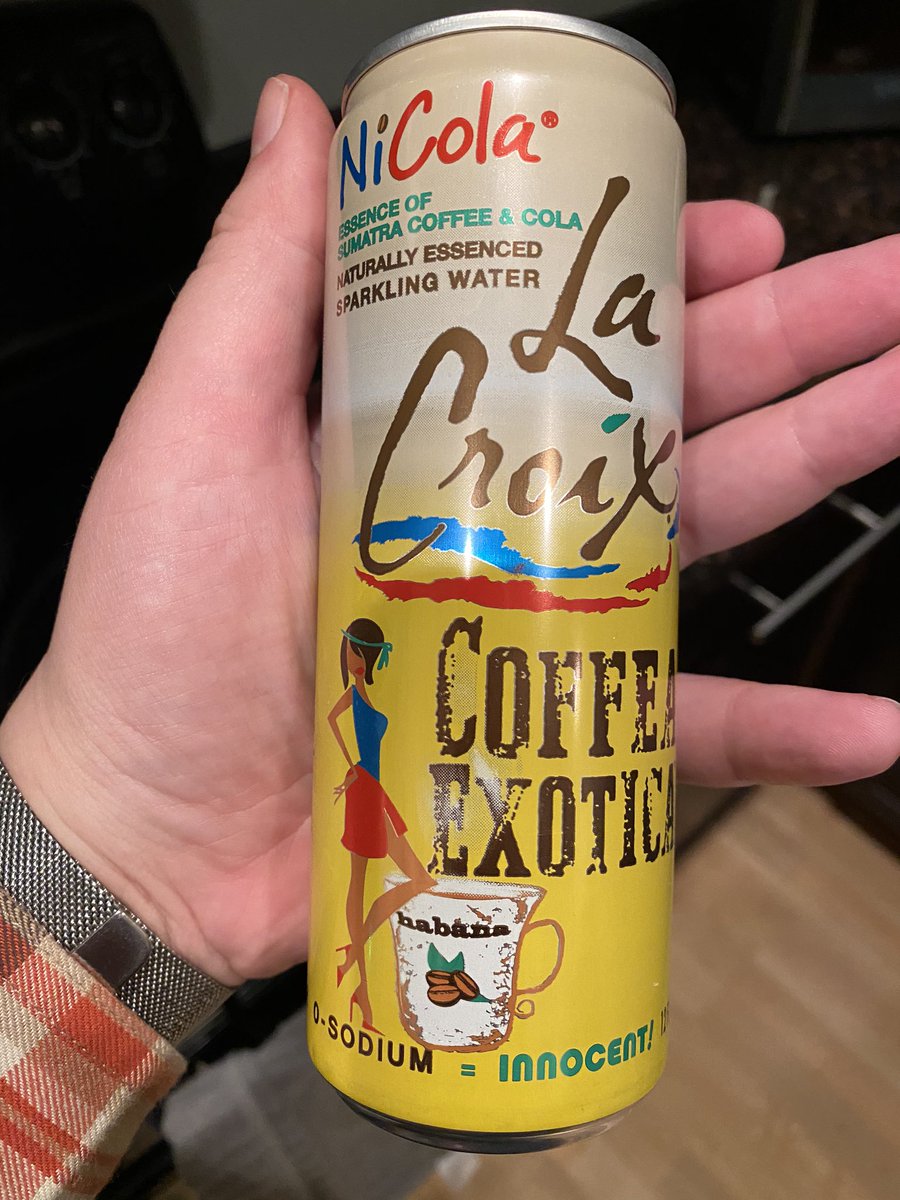 NiCola®
ESSENCE OF
SUMATRA COFFEE & COLA
NATURALLY ESSENCED
SPARKLING WATER
La
Croix
COFFEA
EXOTICA
habana
0-SODIUM = INNOCENT!